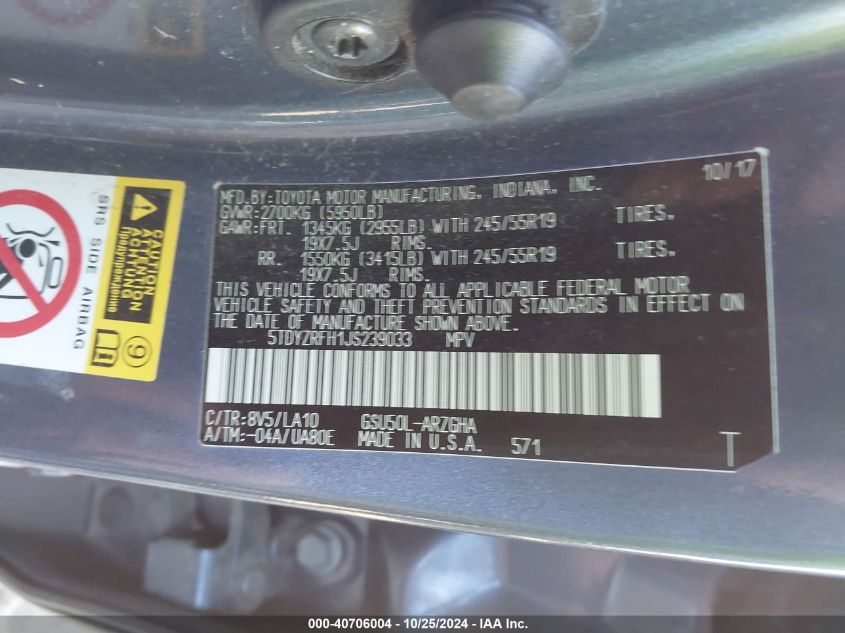 MFD. BY: TOYOTA MOTOR MANUFACTURING, INDIANA, INC. 10/17
GVWR: 2700KG (5950LB)
GAWR: FRT. 1345KG (2955LB) WITH 245/55R19 TIRES.
19X7.5J RIMS.
RR. 1550KG (3415LB) WITH 245/55R19 TIRES.
19X7.5J RIMS.
THIS VEHICLE CONFORMS TO ALL APPLICABLE FEDERAL MOTOR
VEHICLE SAFETY AND THEFT PREVENTION STANDARDS IN EFFECT ON
THE DATE OF MANUFACTURE SHOWN ABOVE.
5TDYZRFH1JS239033 MPV
C/TR: 8V5/LA10 GSU50L-ARZGHA
A/TM: -04A/UA80E MADE IN U.S.A. 571 T
SRS SIDE AIRBAG
CAUTION
ATTENTION
ACHTUNG
Предупреждение
9
000-40706004 / 10/25/2024 / IAA Inc.